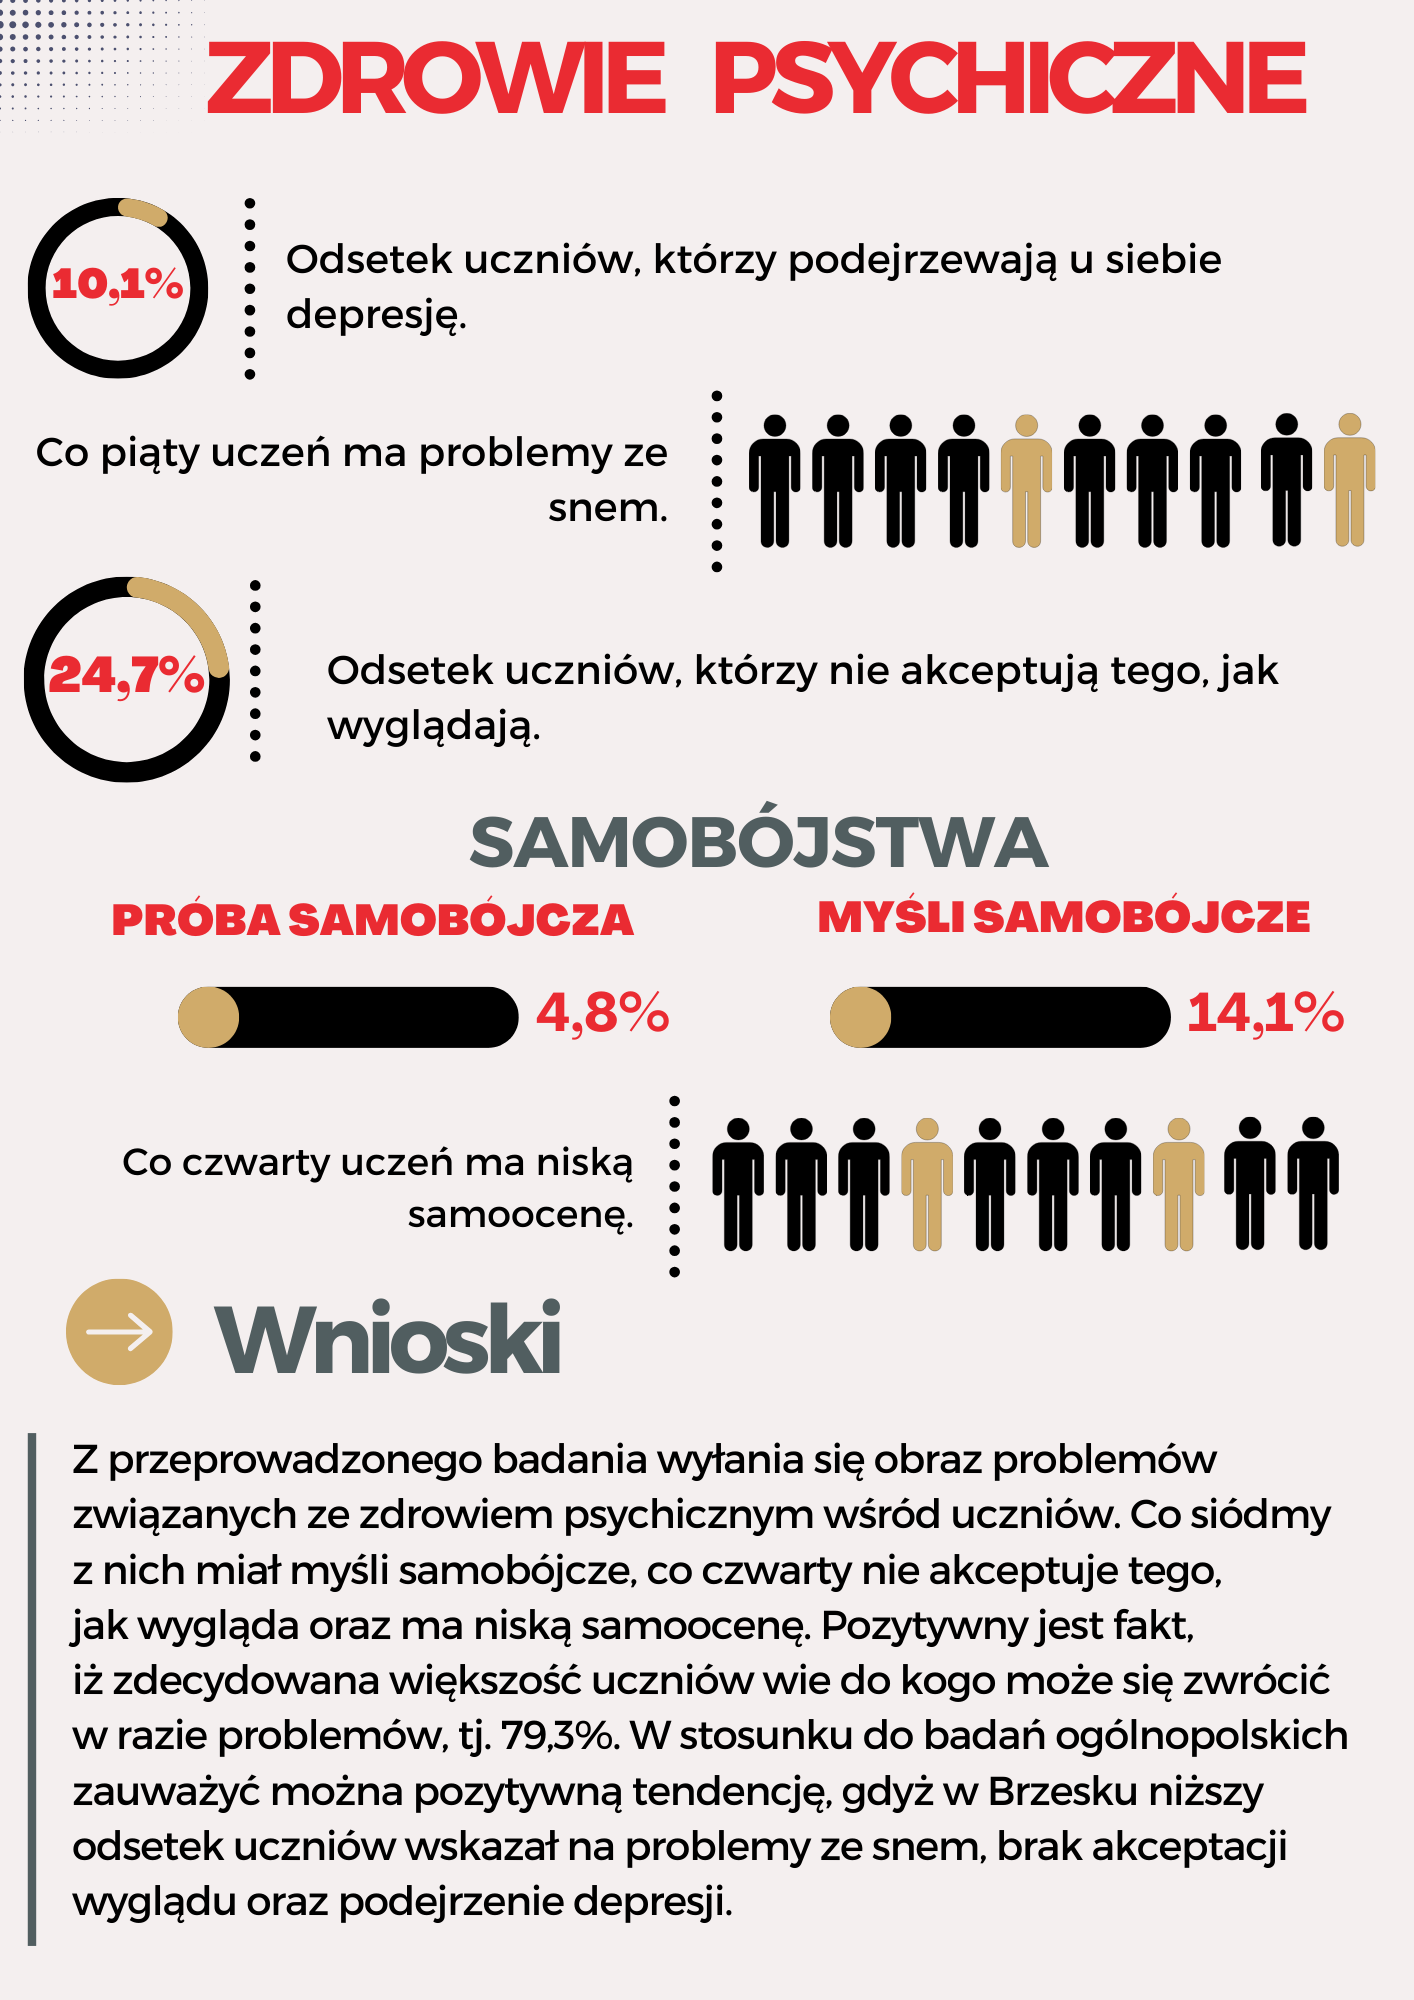 ZDROWIE PSYCHICZNE
10,1%
Odsetek uczniów, którzy podejrzewają u siebie
depresję.
Co piąty uczeń ma problemy ze
snem.
24,7%
Odsetek uczniów, którzy nie akceptują tego, jak
wyglądają.
SAMOBÓJSTWA
PRÓBA SAMOBÓJCZA
4,8%
MYŚLI SAMOBÓJCZE
14,1%
Co czwarty uczeń ma niską
samoocenę.
Wnioski
Z przeprowadzonego badania wyłania się obraz problemów
związanych ze zdrowiem psychicznym wśród uczniów. Co siódmy
z nich miał myśli samobójcze, co czwarty nie akceptuje tego,
jak wygląda oraz ma niską samoocenę. Pozytywny jest fakt,
iż zdecydowana większość uczniów wie do kogo może się zwrócić
w razie problemów, tj. 79,3%. W stosunku do badań ogólnopolskich
zauważyć można pozytywną tendencję, gdyż w Brzesku niższy
odsetek uczniów wskazał na problemy ze snem, brak akceptacji
wyglądu oraz podejrzenie depresji.